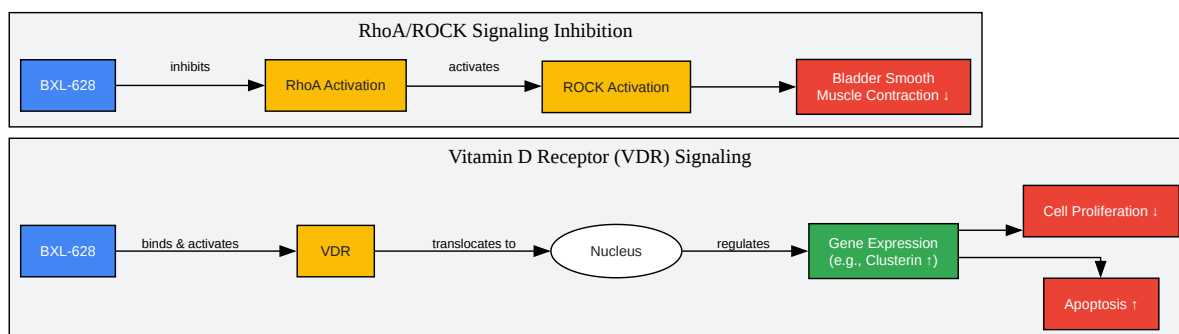 RhoA/ROCK Signaling Inhibition
BXL-628
inhibits
RhoA Activation
activates
ROCK Activation
Bladder Smooth
Muscle Contraction ↓
Vitamin D Receptor (VDR) Signaling
BXL-628
binds & activates
VDR
translocates to
Nucleus
regulates
Gene Expression
(e.g., Clusterin ↑)
Cell Proliferation ↓
Apoptosis ↑